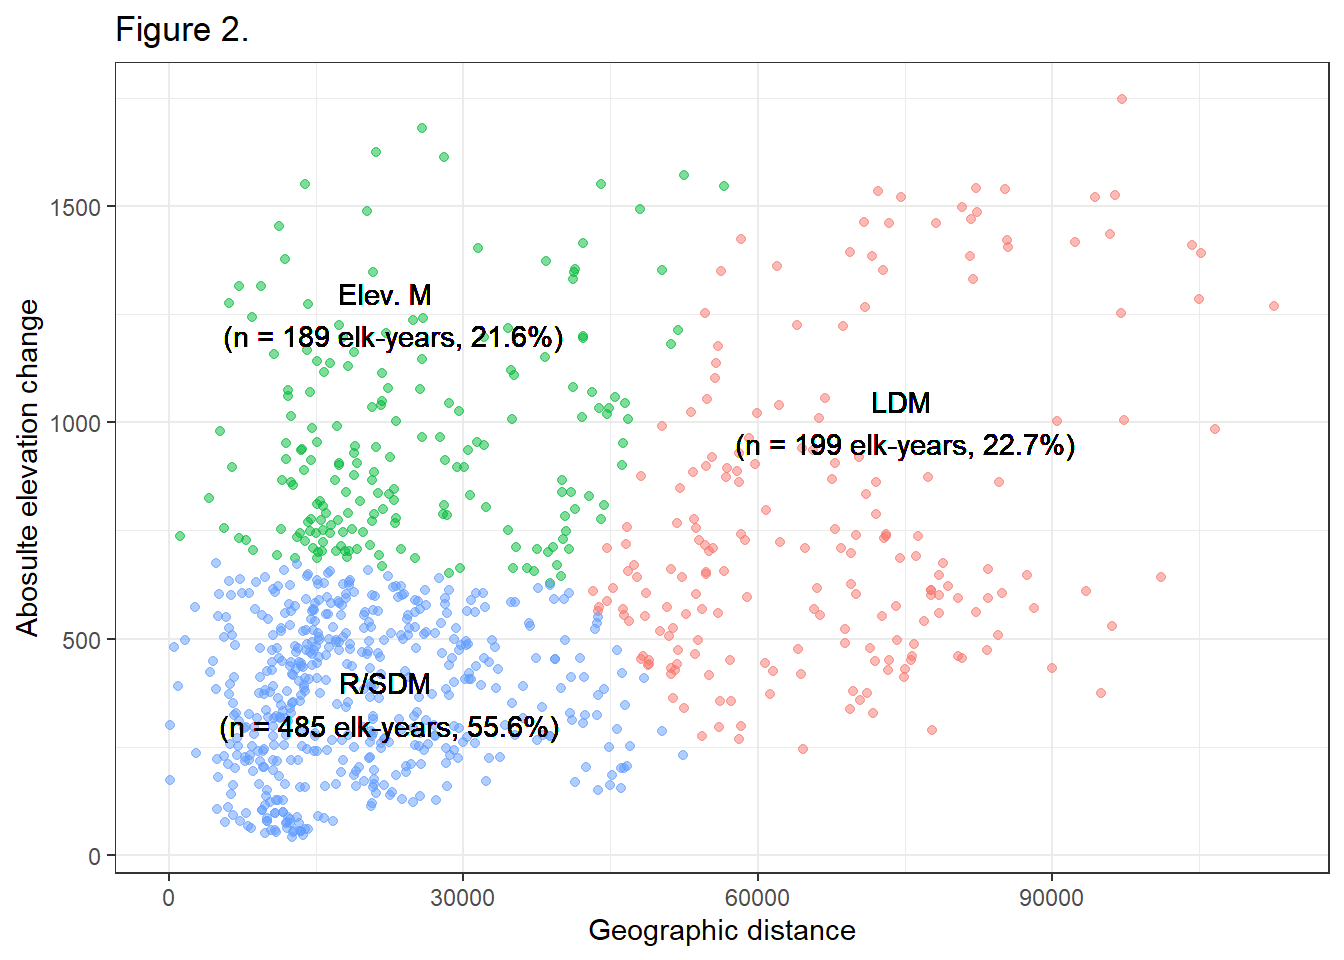 Figure 2.
Abosulte elevation change
1500
1000
500
0
Elev. M
(n = 189 elk-years, 21.6%)
LDM
(n = 199 elk-years, 22.7%)
R/SDM
(n = 485 elk-years, 55.6%)
0 30000 60000 90000
Geographic distance